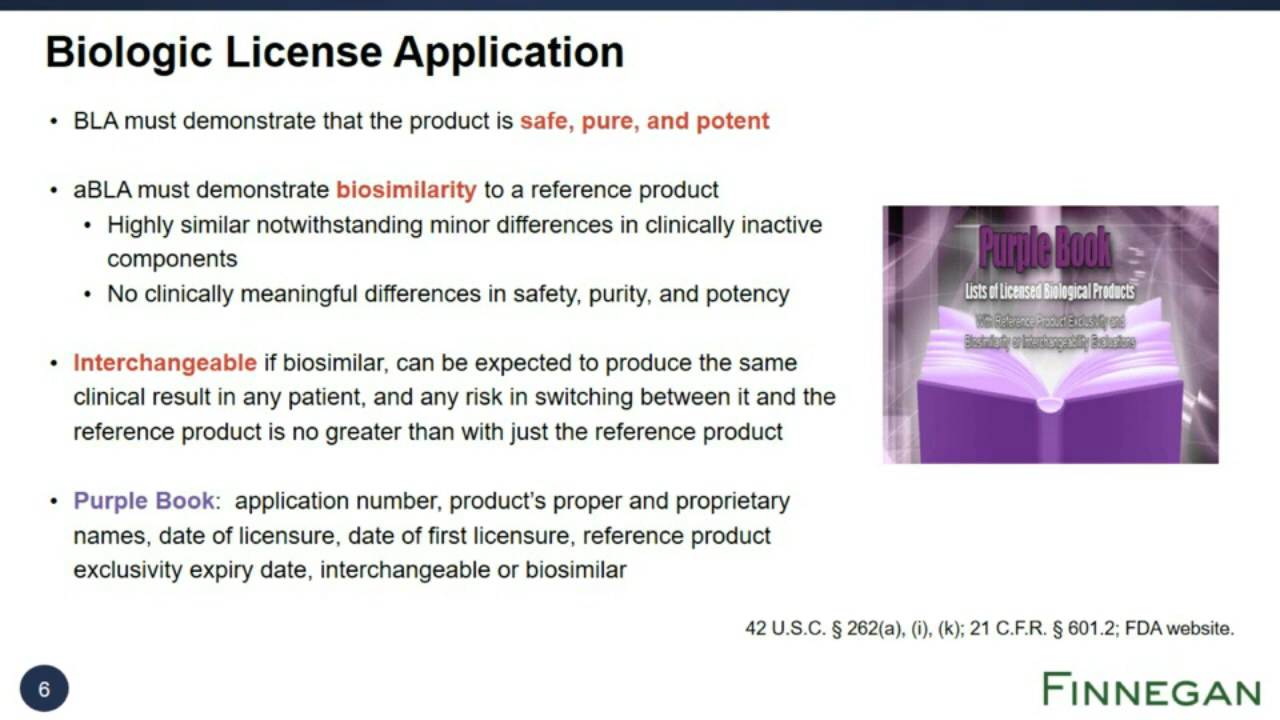 Biologic License Application
• BLA must demonstrate that the product is safe, pure, and potent
• aBLA must demonstrate biosimilarity to a reference product
• Highly similar notwithstanding minor differences in clinically inactive
components
• No clinically meaningful differences in safety, purity, and potency
• Interchangeable if biosimilar, can be expected to produce the same
clinical result in any patient, and any risk in switching between it and the
reference product is no greater than with just the reference product
• Purple Book: application number, product's proper and proprietary
names, date of licensure, date of first licensure, reference product
exclusivity expiry date, interchangeable or biosimilar
Purple Book
Lists of Licensed Biological Products
With Reference Product Exclusivity and
Biosimilarity or Interchangeability Evaluations
42 U.S.C. § 262(a), (i), (k); 21 C.F.R. § 601.2; FDA website.
6
FINNEGAN